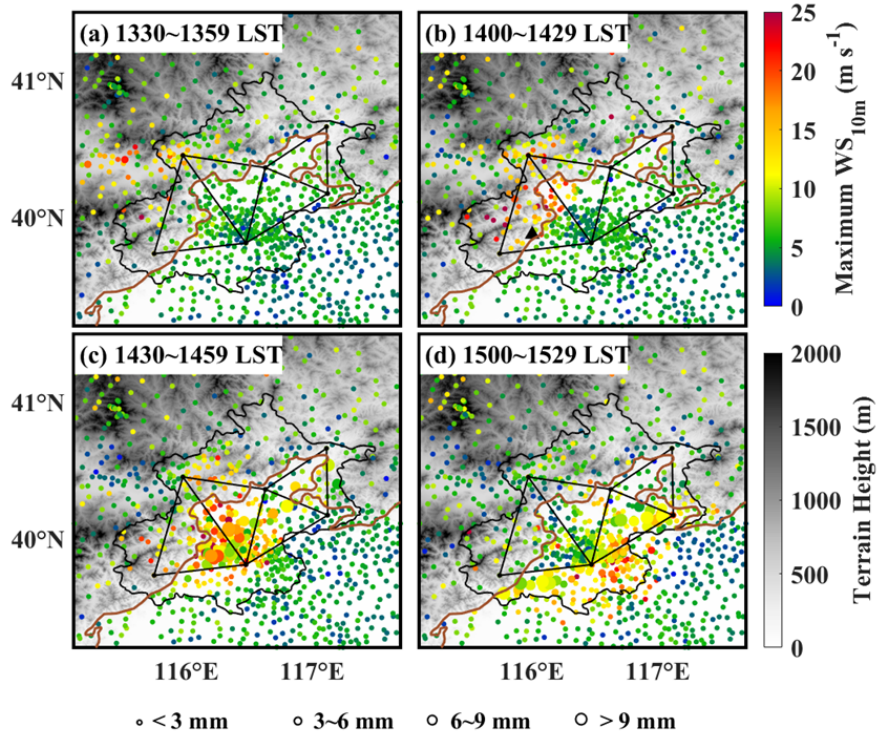 (a) 1330~1359 LST
(b) 1400~1429 LST
41°N
40°N
25
20
15
10
5
0
Maximum WS10m (m s-1)
(c) 1430~1459 LST
(d) 1500~1529 LST
41°N
40°N
2000
1500
1000
500
0
Terrain Height (m)
116°E 117°E 116°E 117°E
< 3 mm 3~6 mm 6~9 mm > 9 mm